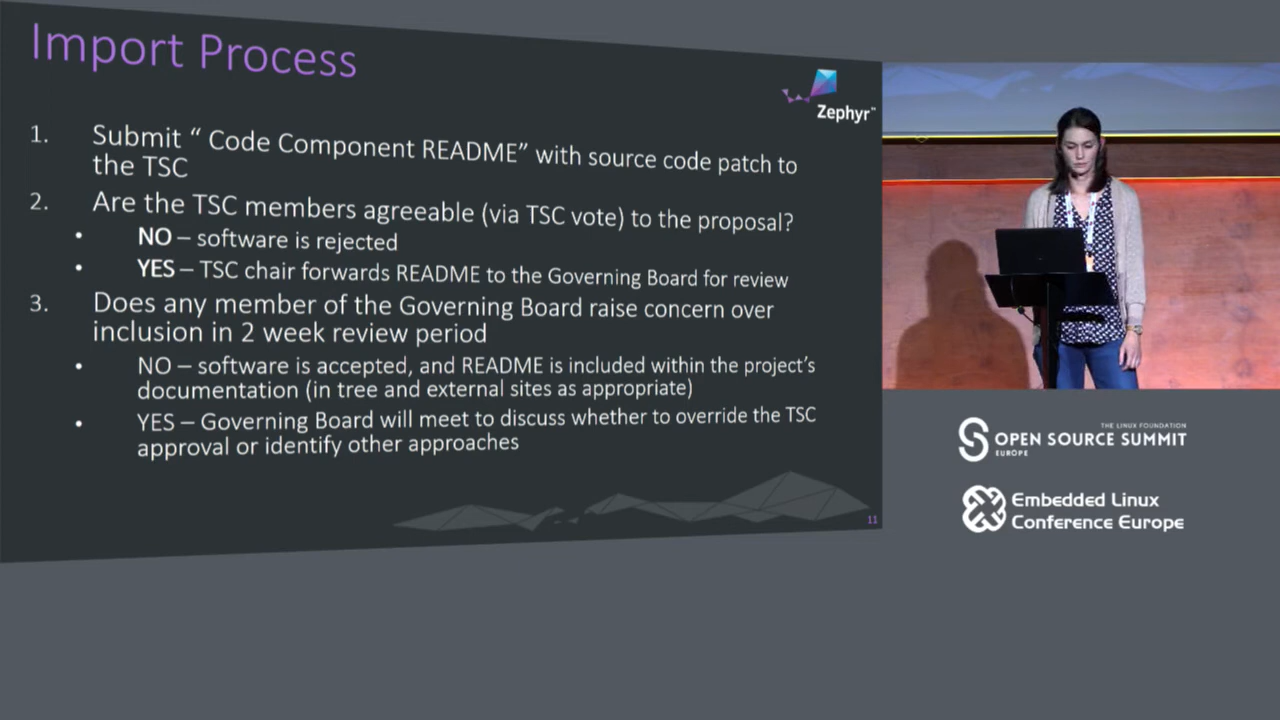 Import Process
Zephyr™
1. Submit “ Code Component README” with source code patch to
the TSC
2. Are the TSC members agreeable (via TSC vote) to the proposal?
• NO – software is rejected
• YES – TSC chair forwards README to the Governing Board for review
3. Does any member of the Governing Board raise concern over
inclusion in 2 week review period
• NO – software is accepted, and README is included within the project’s
documentation (in tree and external sites as appropriate)
• YES – Governing Board will meet to discuss whether to override the TSC
approval or identify other approaches
11
THE LINUX FOUNDATION
OPEN SOURCE SUMMIT
EUROPE
Embedded Linux
Conference Europe